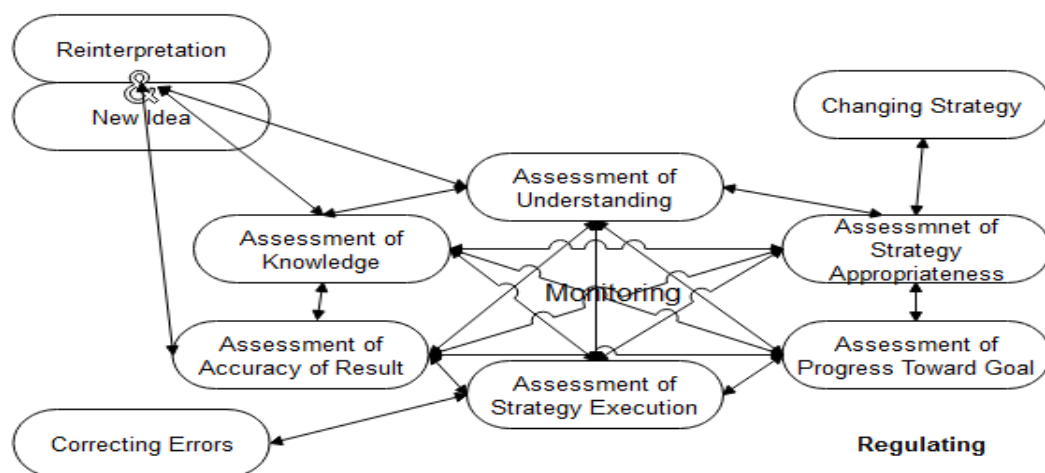 Reinterpretation
&
New Idea
Changing Strategy
Assessment of
Understanding
Assessment of
Knowledge
Assessmnet of
Strategy
Appropriateness
Monitoring
Assessment of
Accuracy of Result
Assessment of
Progress Toward Goal
Assessment of
Strategy Execution
Correcting Errors
Regulating